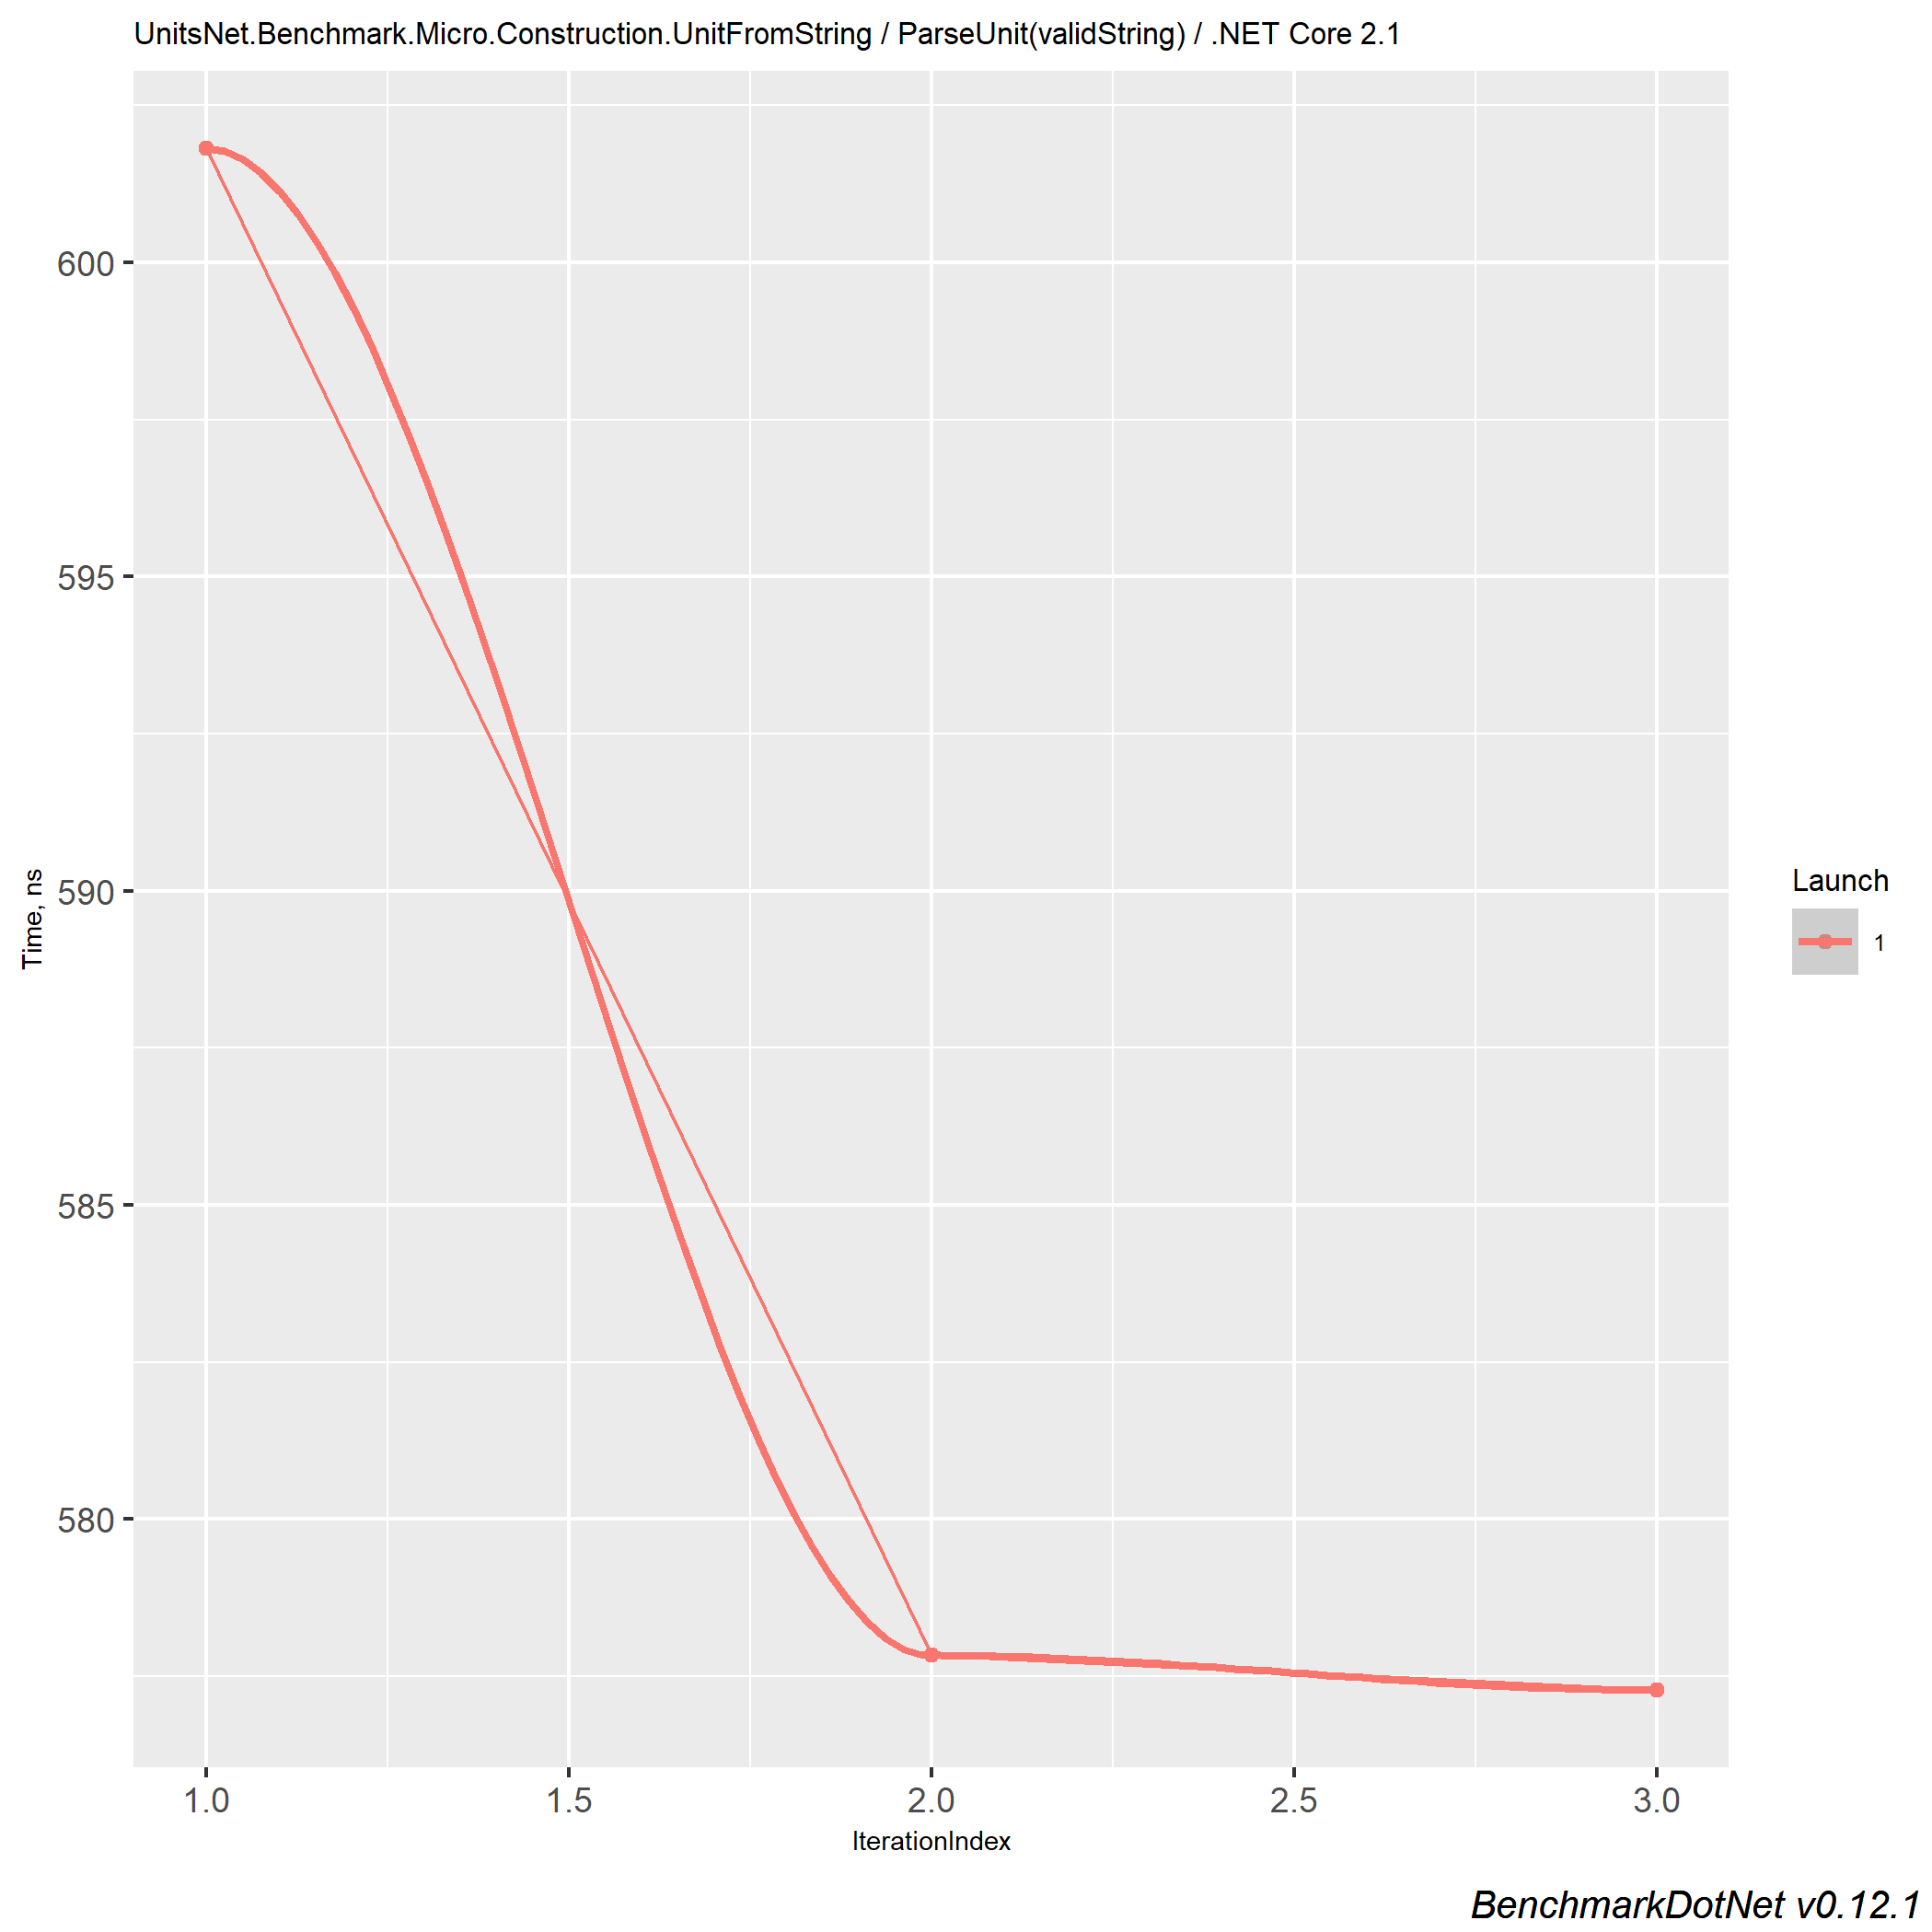 UnitsNet.Benchmark.Micro.Construction.UnitFromString / ParseUnit(validString) / .NET Core 2.1
600
595
590
585
580
Time, ns
1.0 1.5 2.0 2.5 3.0
IterationIndex
Launch
1
BenchmarkDotNet v0.12.1